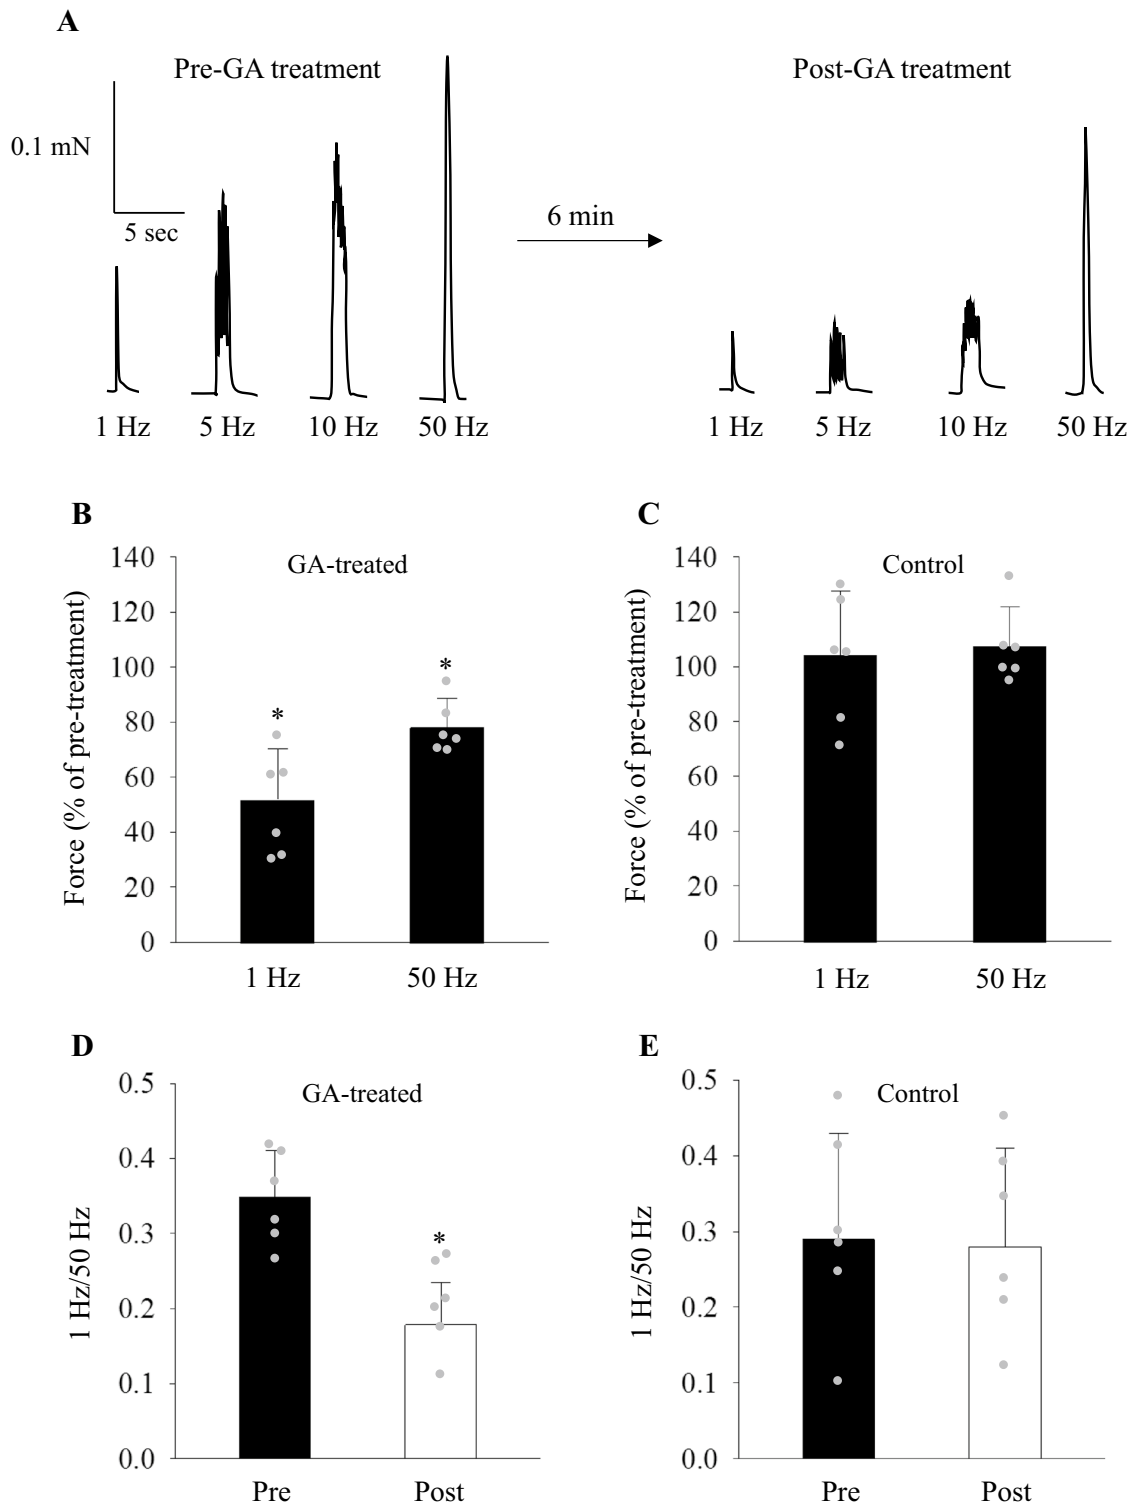 A
Pre-GA treatment
Post-GA treatment
0.1 mN
5 sec
6 min
1 Hz 5 Hz 10 Hz 50 Hz
1 Hz 5 Hz 10 Hz 50 Hz
B
GA-treated
Force (% of pre-treatment)
140
120
100
80
60
40
20
0
*
*
1 Hz 50 Hz
C
Control
Force (% of pre-treatment)
140
120
100
80
60
40
20
0
1 Hz 50 Hz
D
GA-treated
1 Hz/50 Hz
0.5
0.4
0.3
0.2
0.1
0.0
*
Pre Post
E
Control
1 Hz/50 Hz
0.5
0.4
0.3
0.2
0.1
0.0
Pre Post